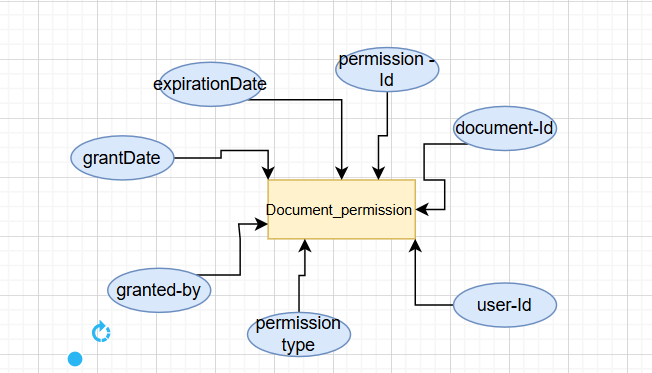 permission -
Id
expirationDate
document-Id
grantDate
Document_permission
granted-by
user-Id
permission
type